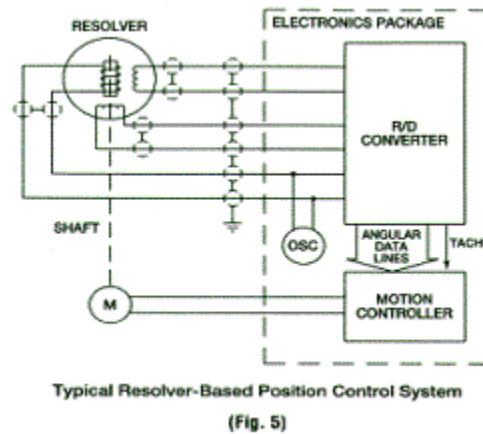 RESOLVER
ELECTRONICS PACKAGE
R/D
CONVERTER
SHAFT
OSC
ANGULAR
DATA
LINES
TACH
M
MOTION
CONTROLLER
Typical Resolver-Based Position Control System
(Fig. 5)